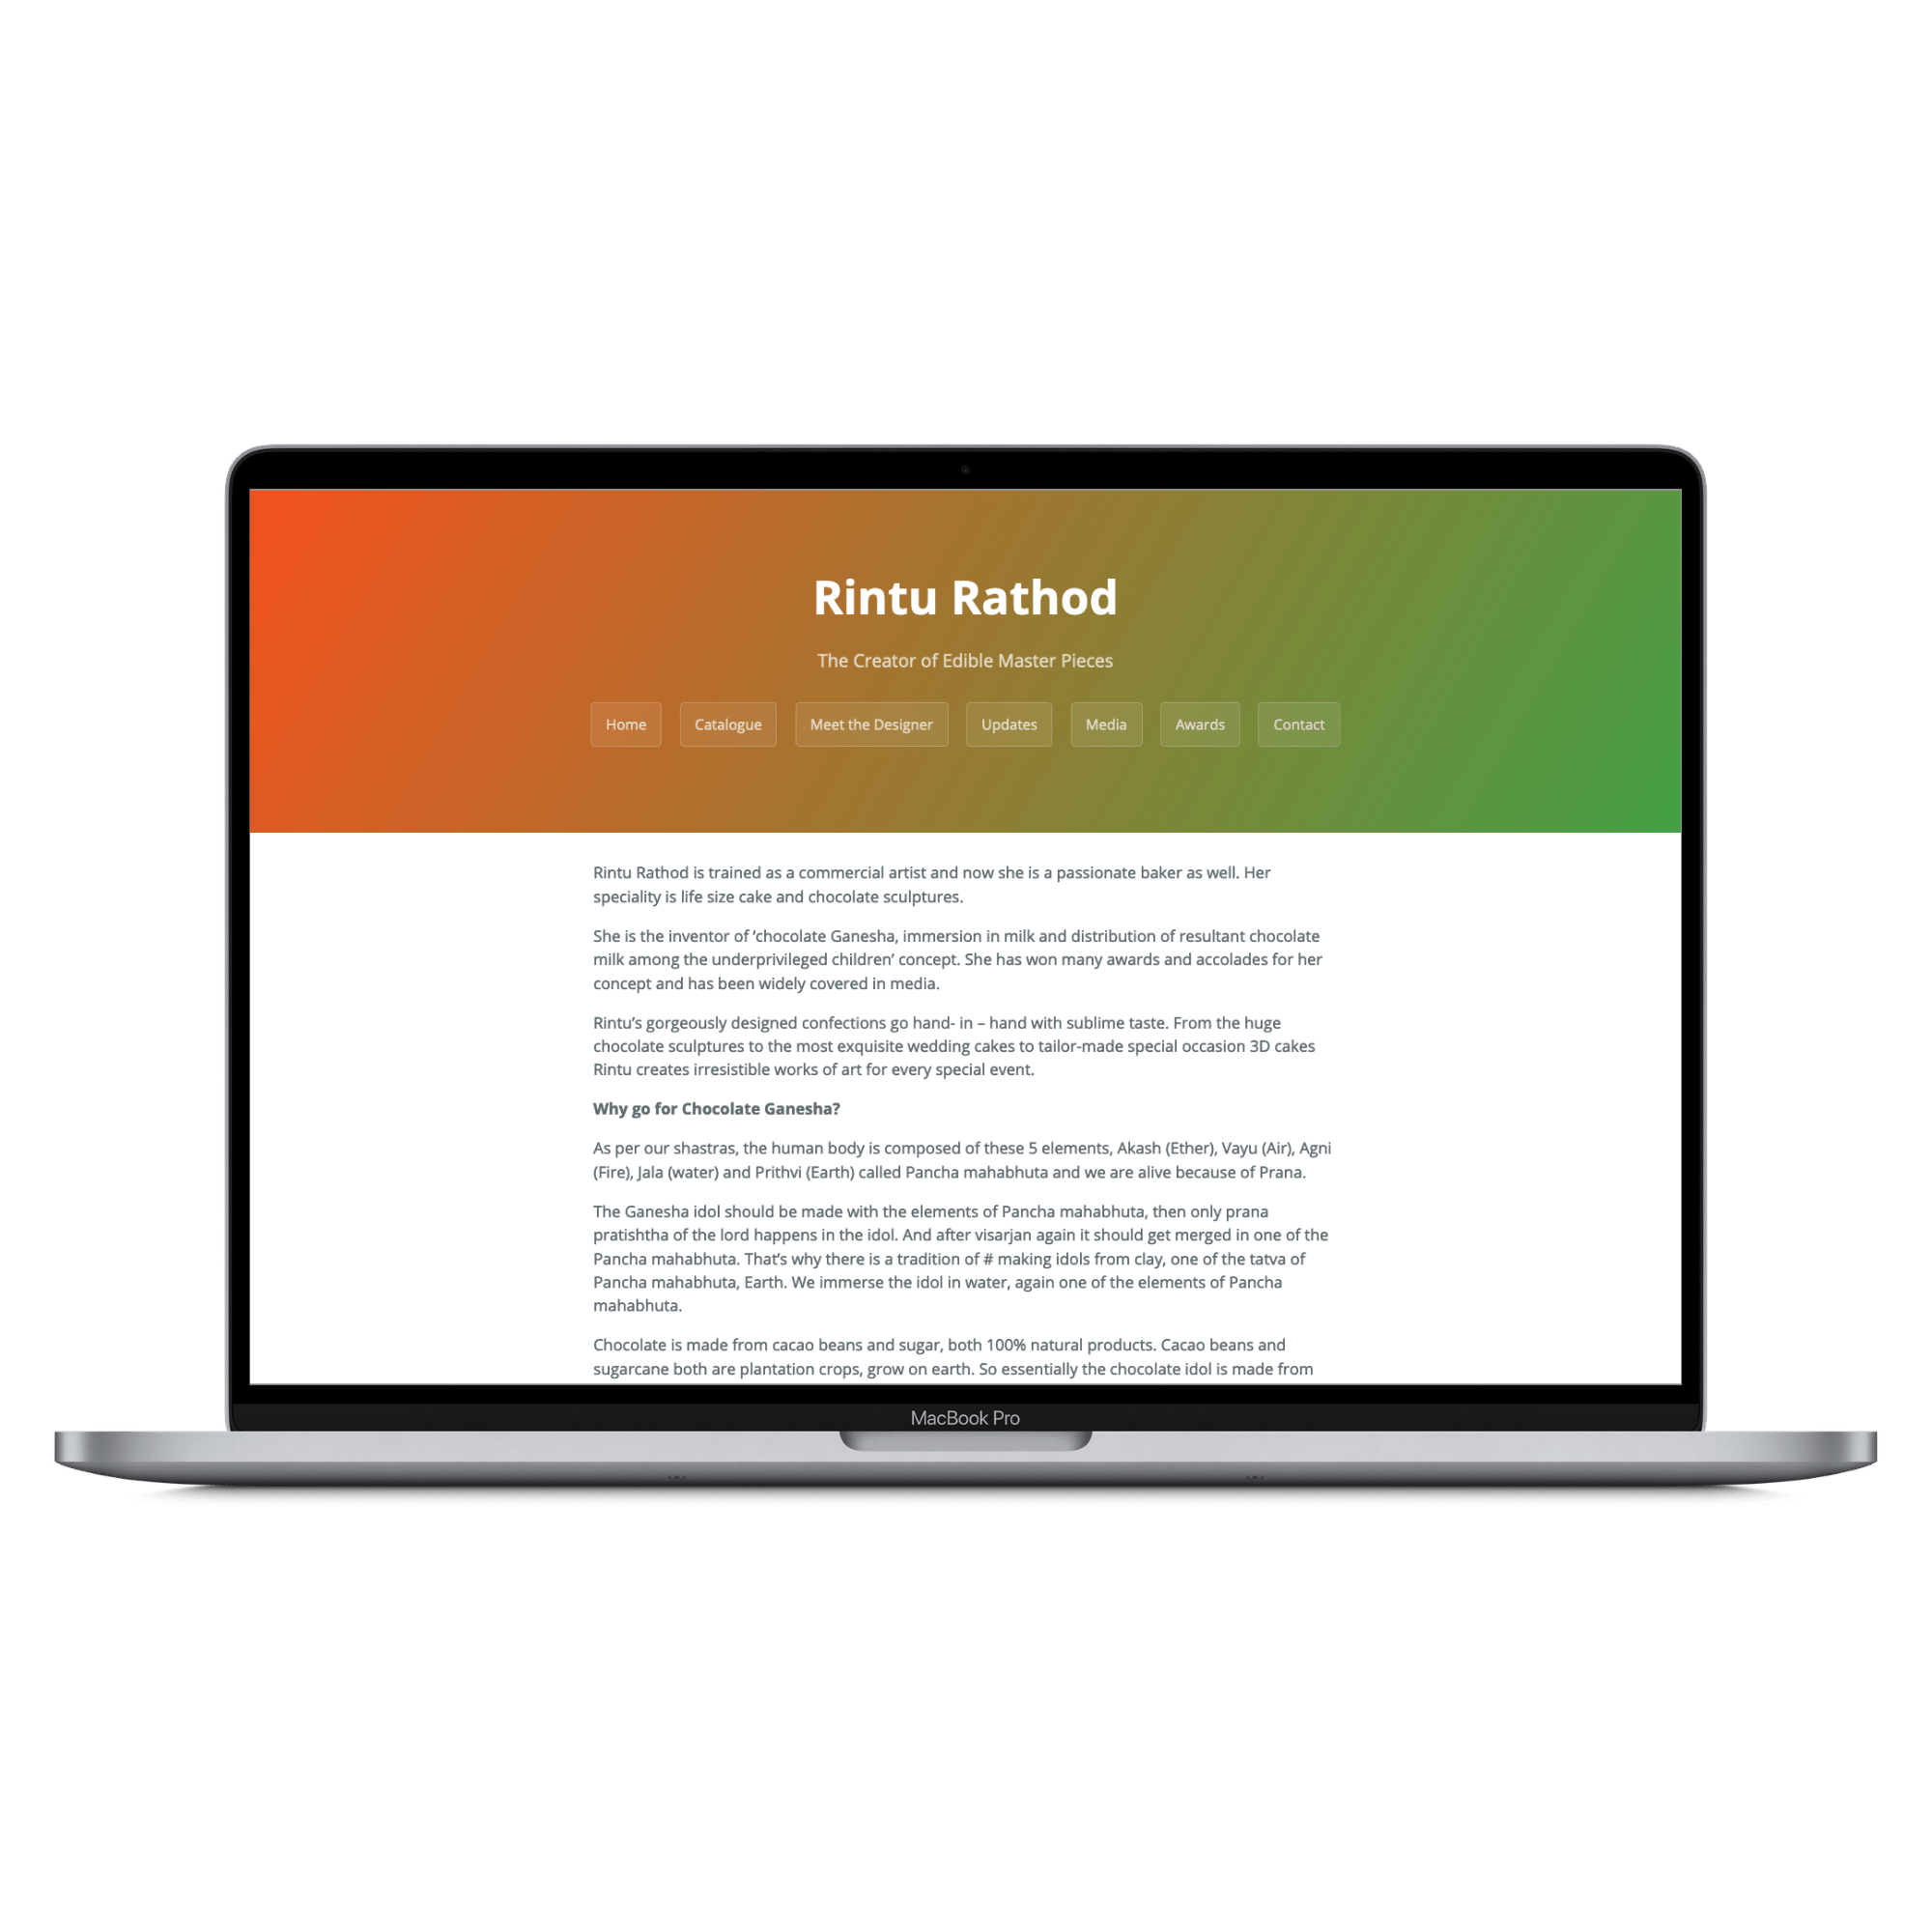 Rintu Rathod
The Creator of Edible Master Pieces
Home Catalogue Meet the Designer Updates Media Awards Contact
Rintu Rathod is trained as a commercial artist and now she is a passionate baker as well. Her
speciality is life size cake and chocolate sculptures.
She is the inventor of ‘chocolate Ganesha, immersion in milk and distribution of resultant chocolate
milk among the underprivileged children’ concept. She has won many awards and accolades for her
concept and has been widely covered in media.
Rintu’s gorgeously designed confections go hand- in – hand with sublime taste. From the huge
chocolate sculptures to the most exquisite wedding cakes to tailor-made special occasion 3D cakes
Rintu creates irresistible works of art for every special event.
Why go for Chocolate Ganesha?
As per our shastras, the human body is composed of these 5 elements, Akash (Ether), Vayu (Air), Agni
(Fire), Jala (water) and Prithvi (Earth) called Pancha mahabhuta and we are alive because of Prana.
The Ganesha idol should be made with the elements of Pancha mahabhuta, then only prana
pratishtha of the lord happens in the idol. And after visarjan again it should get merged in one of the
Pancha mahabhuta. That’s why there is a tradition of # making idols from clay, one of the tatva of
Pancha mahabhuta, Earth. We immerse the idol in water, again one of the elements of Pancha
mahabhuta.
Chocolate is made from cacao beans and sugar, both 100% natural products. Cacao beans and
sugarcane both are plantation crops, grow on earth. So essentially the chocolate idol is made from
MacBook Pro